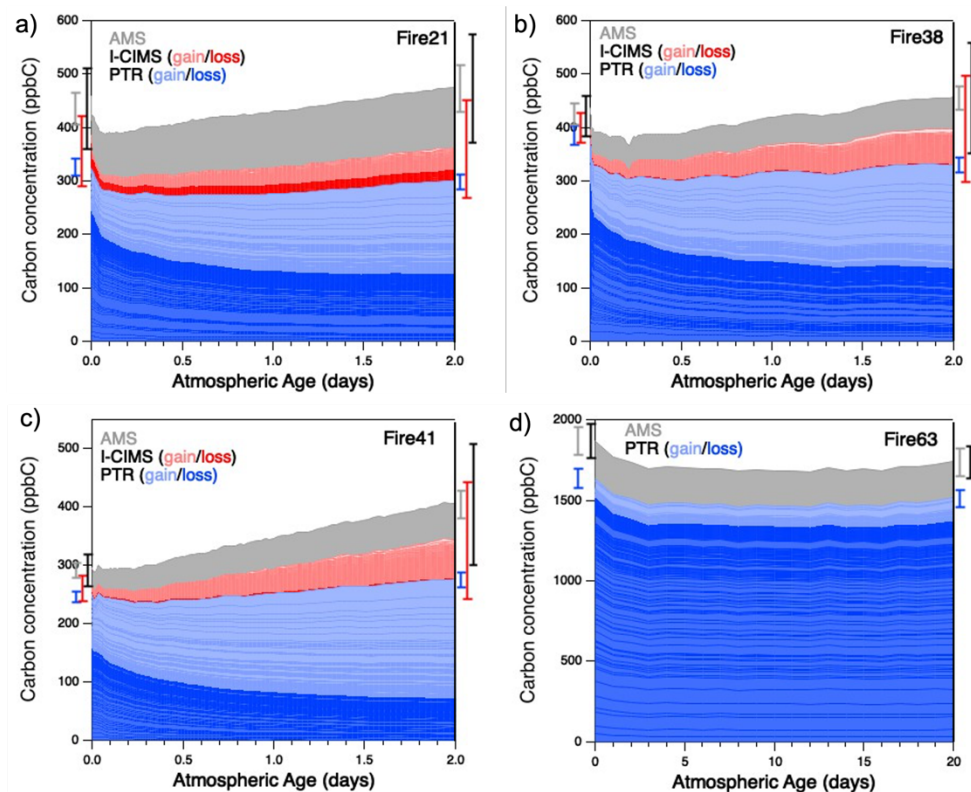 a)
600
500
400
300
200
100
0
Carbon concentration (ppbC)
AMS
I-CIMS (gain/loss)
PTR (gain/loss)
Fire21
0.0 0.5 1.0 1.5 2.0
Atmospheric Age (days)
b)
600
500
400
300
200
100
0
Carbon concentration (ppbC)
AMS
I-CIMS (gain/loss)
PTR (gain/loss)
Fire38
0.0 0.5 1.0 1.5 2.0
Atmospheric Age (days)
c)
500
400
300
200
100
0
Carbon concentration (ppbC)
AMS
I-CIMS (gain/loss)
PTR (gain/loss)
Fire41
0.0 0.5 1.0 1.5 2.0
Atmospheric Age (days)
d)
2000
1500
1000
500
0
Carbon concentration (ppbC)
AMS
PTR (gain/loss)
Fire63
0 5 10 15 20
Atmospheric Age (days)